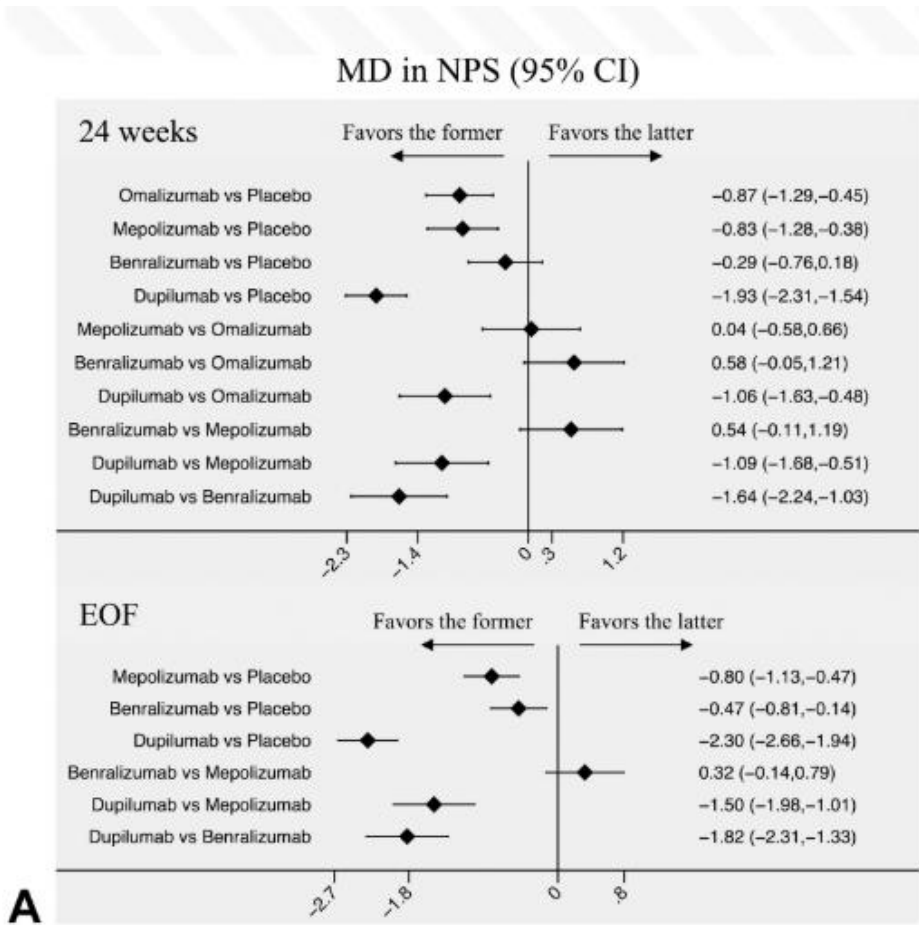 MD in NPS (95% CI)
24 weeks
Favors the former Favors the latter
Omalizumab vs Placebo −0.87 (−1.29,−0.45)
Mepolizumab vs Placebo −0.83 (−1.28,−0.38)
Benralizumab vs Placebo −0.29 (−0.76,0.18)
Dupilumab vs Placebo −1.93 (−2.31,−1.54)
Mepolizumab vs Omalizumab 0.04 (−0.58,0.66)
Benralizumab vs Omalizumab 0.58 (−0.05,1.21)
Dupilumab vs Omalizumab −1.06 (−1.63,−0.48)
Benralizumab vs Mepolizumab 0.54 (−0.11,1.19)
Dupilumab vs Mepolizumab −1.09 (−1.68,−0.51)
Dupilumab vs Benralizumab −1.64 (−2.24,−1.03)
−2.3 −1.4 0 .3 1.2
EOF
Favors the former Favors the latter
Mepolizumab vs Placebo −0.80 (−1.13,−0.47)
Benralizumab vs Placebo −0.47 (−0.81,−0.14)
Dupilumab vs Placebo −2.30 (−2.66,−1.94)
Benralizumab vs Mepolizumab 0.32 (−0.14,0.79)
Dupilumab vs Mepolizumab −1.50 (−1.98,−1.01)
Dupilumab vs Benralizumab −1.82 (−2.31,−1.33)
−2.7 −1.8 0 .8
A